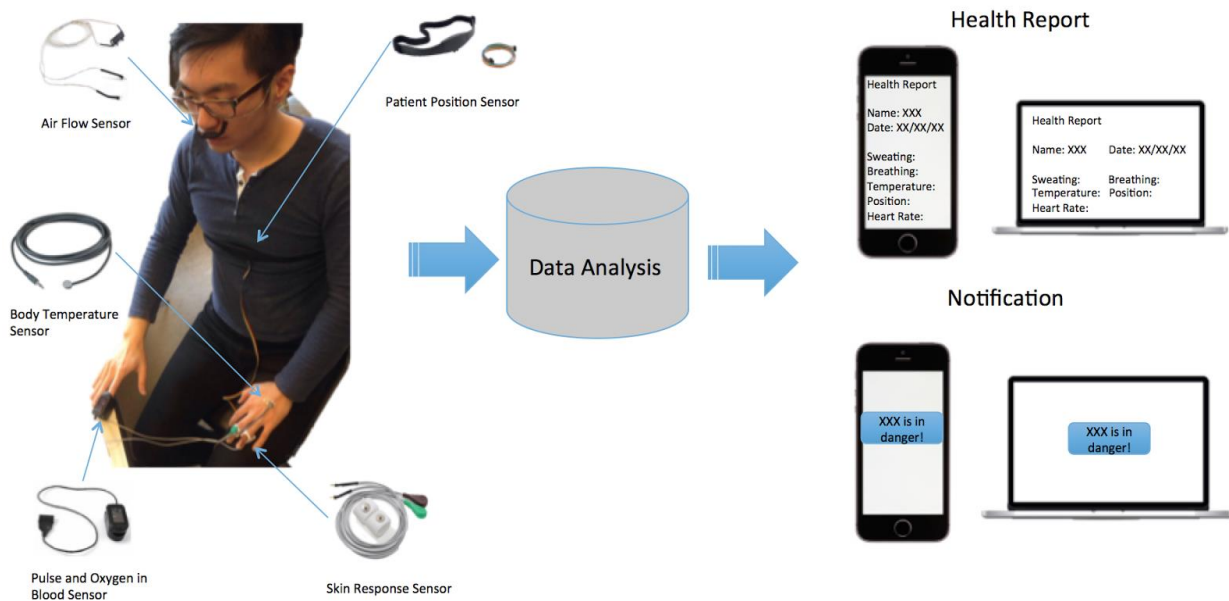 Air Flow Sensor
Patient Position Sensor
Body Temperature
Sensor
Pulse and Oxygen in
Blood Sensor
Skin Response Sensor
Data Analysis
Health Report
Health Report
Name: XXX
Date: XX/XX/XX
Sweating:
Breathing:
Temperature:
Position:
Heart Rate:
Health Report
Name: XXX Date: XX/XX/XX
Sweating: Breathing:
Temperature: Position:
Heart Rate:
Notification
XXX is in
danger!
XXX is in
danger!